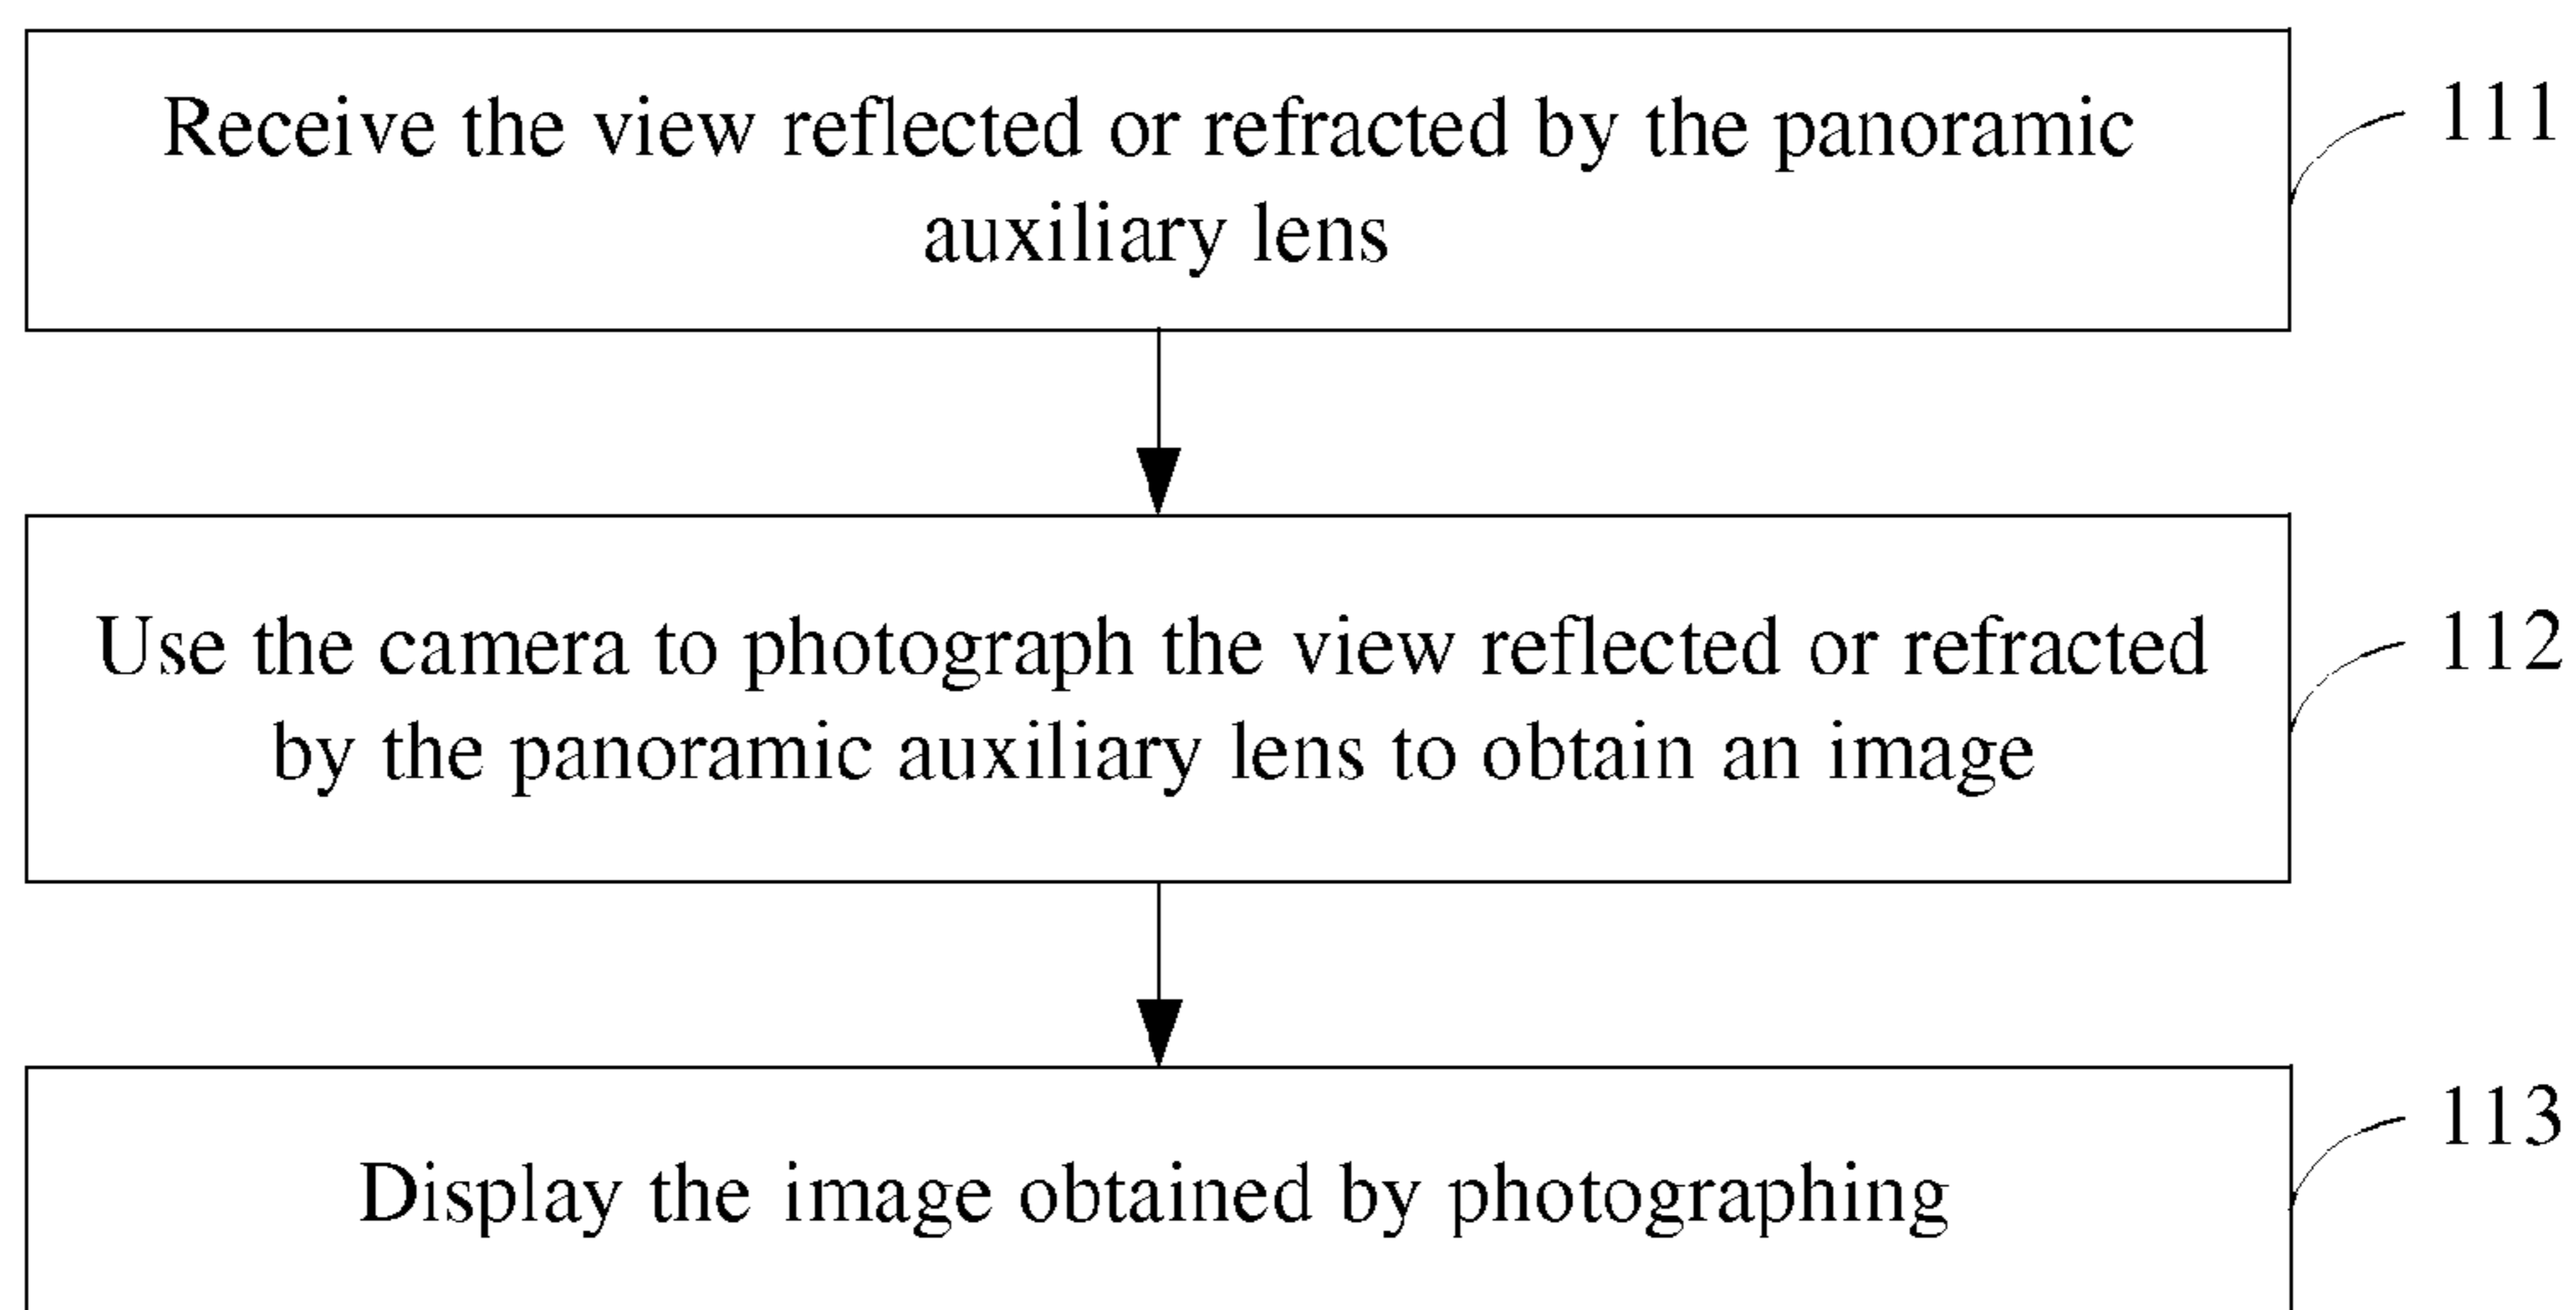 Receive the view reflected or refracted by the panoramic
auxiliary lens
111
Use the camera to photograph the view reflected or refracted
by the panoramic auxiliary lens to obtain an image
112
Display the image obtained by photographing
113